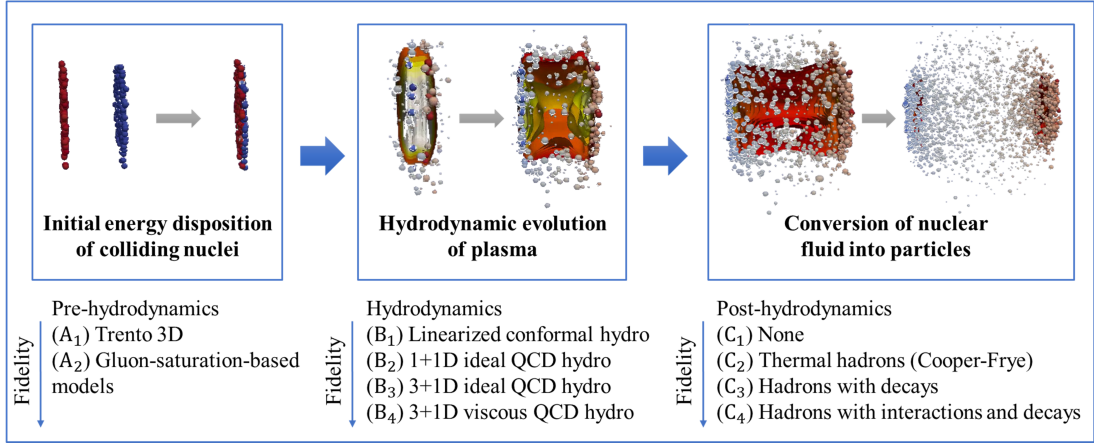 Initial energy disposition
of colliding nuclei
Hydrodynamic evolution
of plasma
Conversion of nuclear
fluid into particles
Fidelity
Pre-hydrodynamics
(A₁) Trento 3D
(A₂) Gluon-saturation-based
models
Fidelity
Hydrodynamics
(B₁) Linearized conformal hydro
(B₂) 1+1D ideal QCD hydro
(B₃) 3+1D ideal QCD hydro
(B₄) 3+1D viscous QCD hydro
Fidelity
Post-hydrodynamics
(C₁) None
(C₂) Thermal hadrons (Cooper-Frye)
(C₃) Hadrons with decays
(C₄) Hadrons with interactions and decays